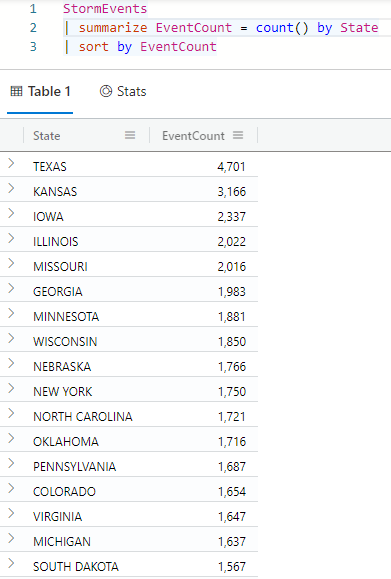 1 StormEvents
2 | summarize EventCount = count() by State
3 | sort by EventCount
Table 1 Stats
State EventCount
TEXAS 4,701
KANSAS 3,166
IOWA 2,337
ILLINOIS 2,022
MISSOURI 2,016
GEORGIA 1,983
MINNESOTA 1,881
WISCONSIN 1,850
NEBRASKA 1,766
NEW YORK 1,750
NORTH CAROLINA 1,721
OKLAHOMA 1,716
PENNSYLVANIA 1,687
COLORADO 1,654
VIRGINIA 1,647
MICHIGAN 1,637
SOUTH DAKOTA 1,567